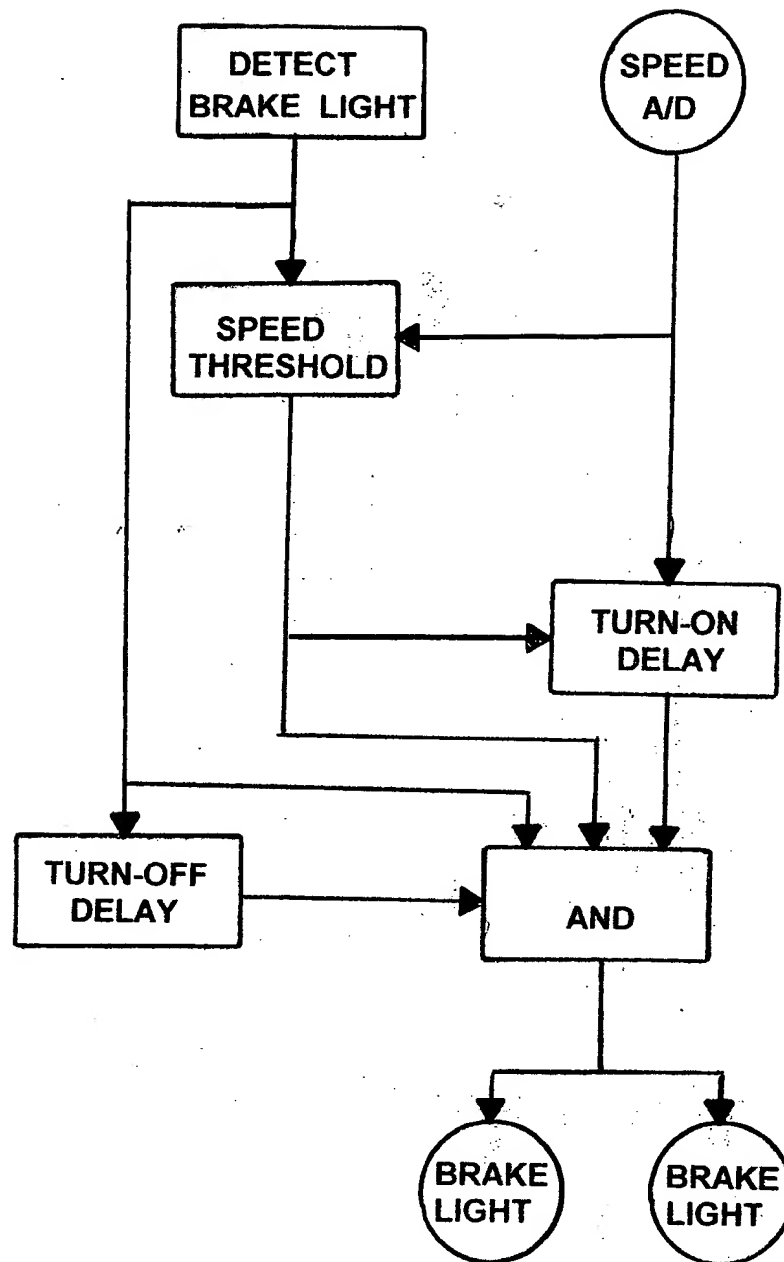 DETECT
BRAKE LIGHT
SPEED
A/D
SPEED
THRESHOLD
TURN-ON
DELAY
TURN-OFF
DELAY
AND
BRAKE
LIGHT
BRAKE
LIGHT